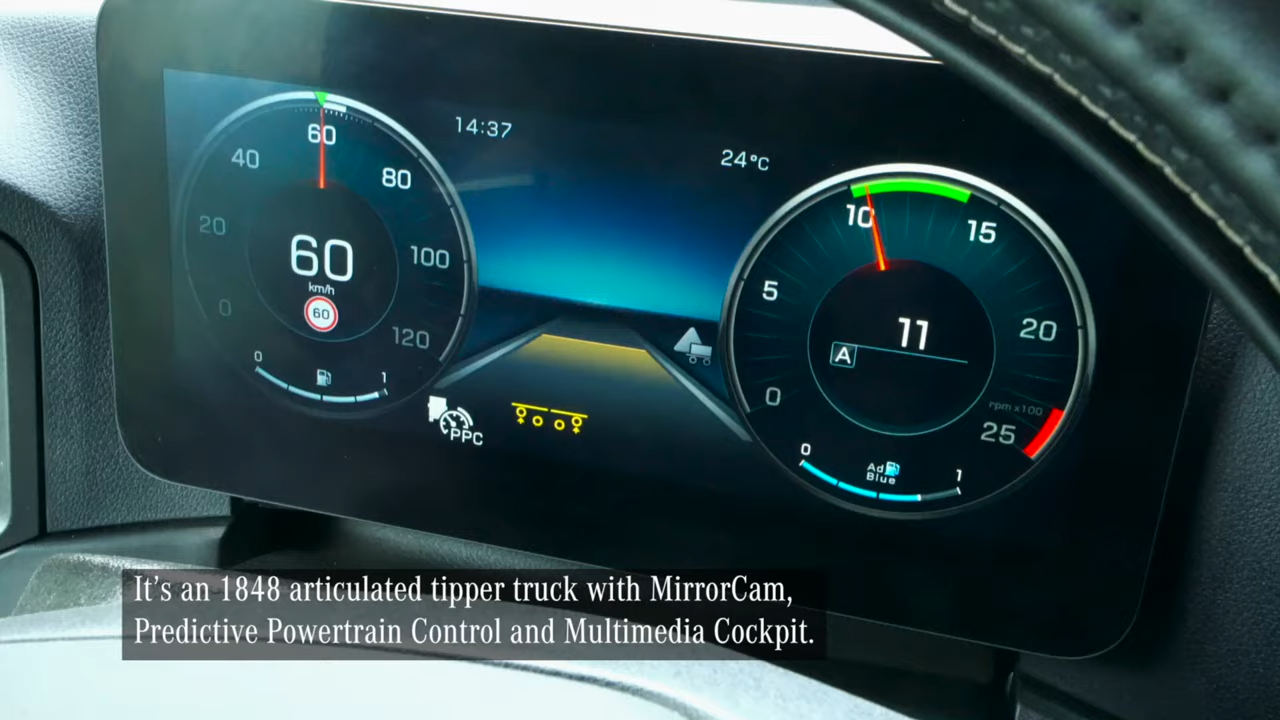 14:37
24°C
0
20
40
60
80
100
120
60
km/h
60
0
1
PPC
0
5
10
15
20
25
rpm x100
11
A
0
Ad
Blue
1
It's an 1848 articulated tipper truck with MirrorCam,
Predictive Powertrain Control and Multimedia Cockpit.